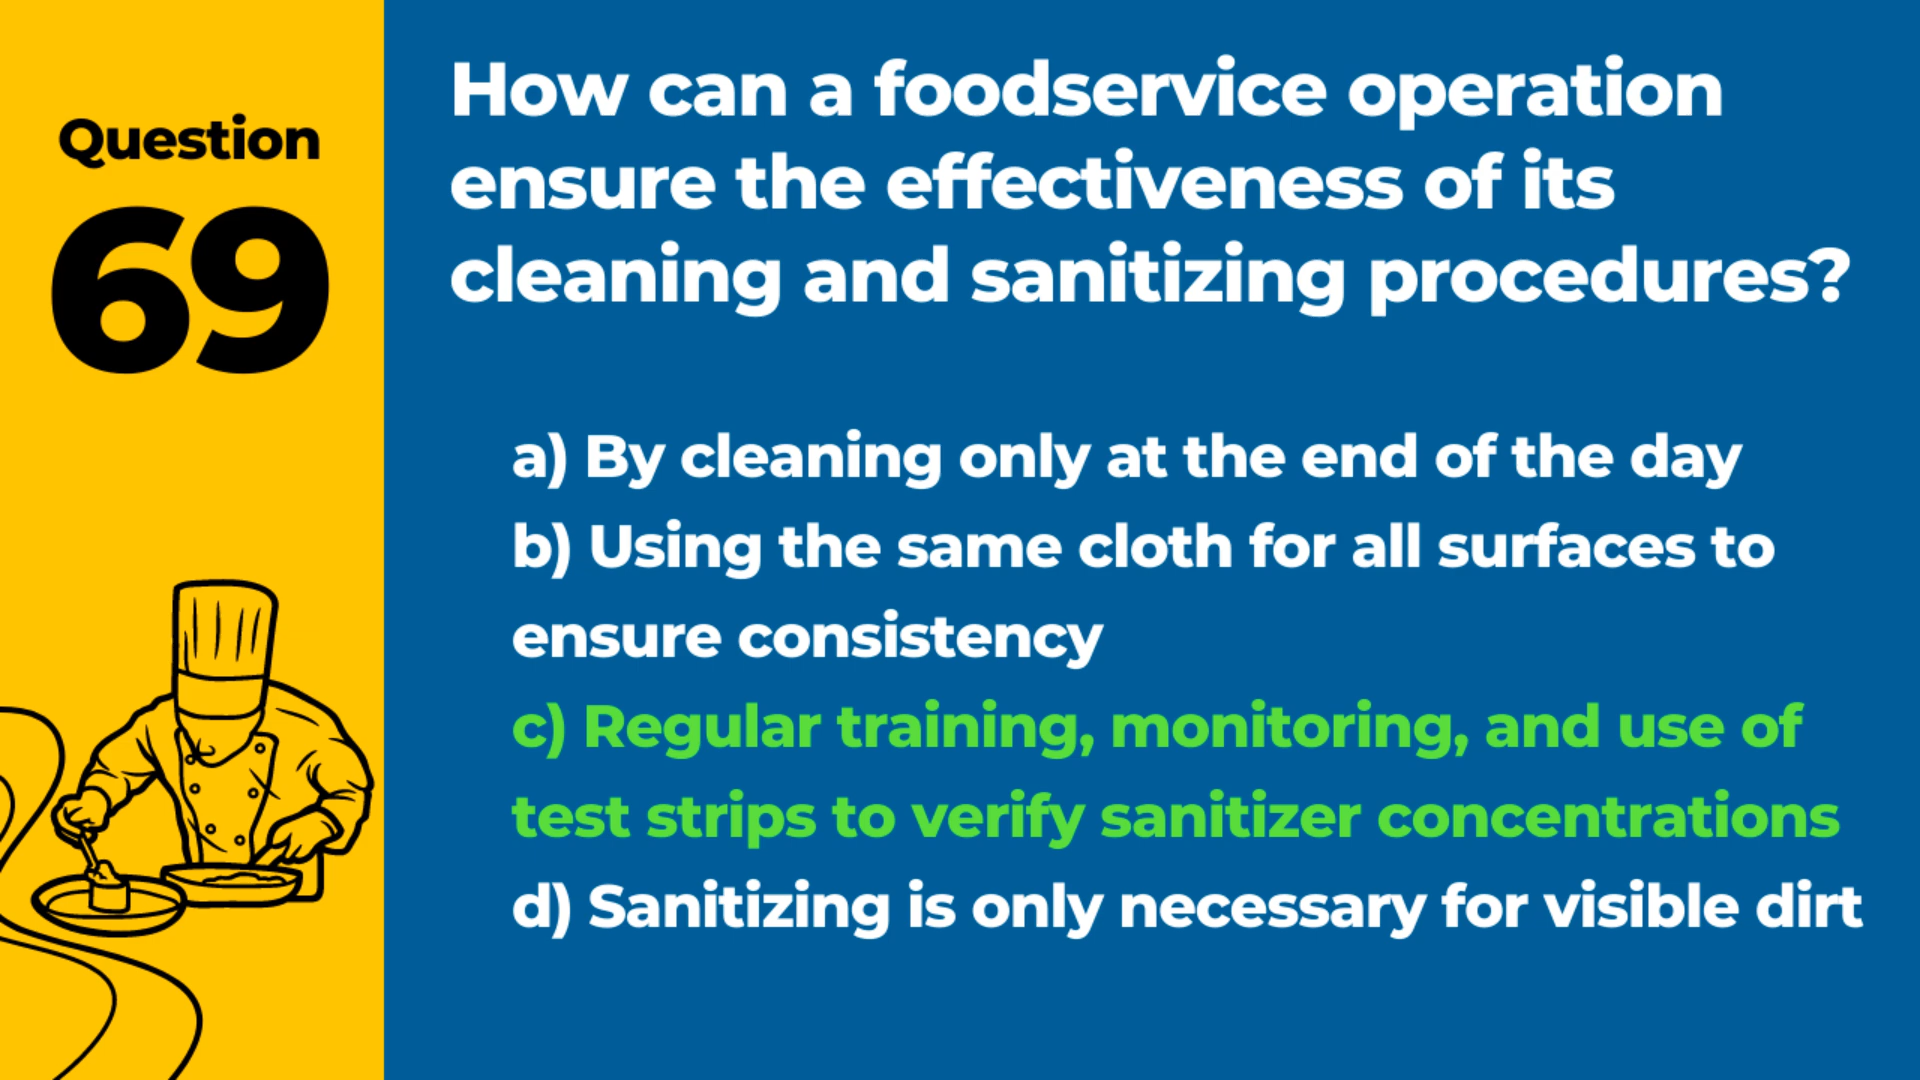 Question
69
How can a foodservice operation
ensure the effectiveness of its
cleaning and sanitizing procedures?
a) By cleaning only at the end of the day
b) Using the same cloth for all surfaces to
ensure consistency
c) Regular training, monitoring, and use of
test strips to verify sanitizer concentrations
d) Sanitizing is only necessary for visible dirt